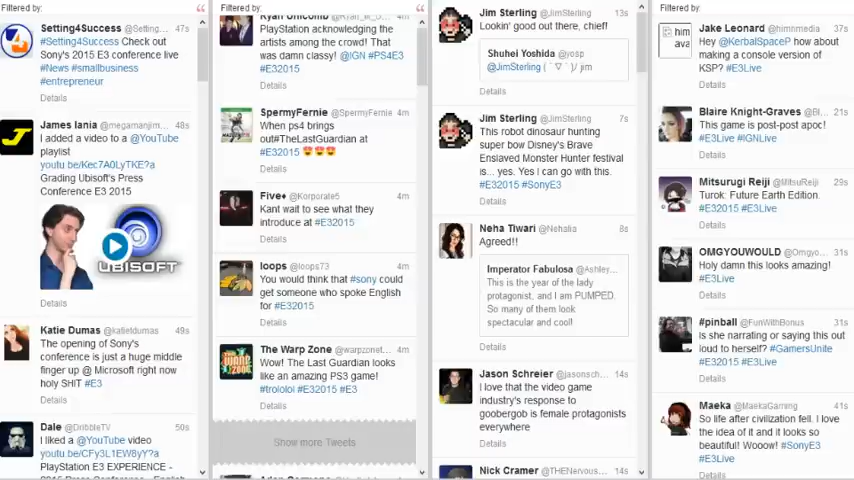 Filtered by:
Setting4Success @Setting... 47s
#Setting4Success Check out
Sony's 2015 E3 conference live
#News #smallbusiness
#entrepreneur
Details
James Iania @megamanjim... 48s
I added a video to a @YouTube
playlist
youtu.be/Kec7A0LyTKE?a
Grading Ubisoft's Press
Conference E3 2015
UBISOFT
Details
Katie Dumas @katieldumas 49s
The opening of Sony's
conference is just a huge middle
finger up @ Microsoft right now
holy SHIT #E3
Details
Dale @DribbleTV 50s
I liked a @YouTube video
youtu.be/CFy3L1EW8yY?a
PlayStation E3 EXPERIENCE -
Filtered by:
4m
PlayStation acknowledging the
artists among the crowd! That
was damn classy! @IGN #PS4E3
#E32015
Details
SpermyFernie @SpermyFernie 4m
When ps4 brings
out#TheLastGuardian at
#E32015 😍😍😍
Details
Five♦ @Korporate5 4m
Kant wait to see what they
introduce at #E32015
Details
loops @loops73 4m
You would think that #sony could
get someone who spoke English
for #E32015
Details
The Warp Zone @warpzonet... 4m
Wow! The Last Guardian looks
like an amazing PS3 game!
#trololol #E32015 #E3
Details
Show more Tweets
Jim Sterling @JimSterling 13s
Lookin' good out there, chief!
Shuhei Yoshida @yosp
@JimSterling ( ˙▽˙ )ﾉ jim
Details
Jim Sterling @JimSterling 7s
This robot dinosaur hunting
super bow Disney's Brave
Enslaved Monster Hunter festival
is... yes. Yes I can go with this.
#E32015 #SonyE3
Details
Neha Tiwari @Nehalia 8s
Agreed!!
Imperator Fabulosa @Ashley...
This is the year of the lady
protagonist, and I am PUMPED.
So many of them look
spectacular and cool!
Details
Jason Schreier @jasonsch... 14s
I love that the video game
industry's response to
goobergob is female protagonists
everywhere
Details
Nick Cramer @THENervous... 14s
Filtered by:
Jake Leonard @himnmedia 37s
Hey @KerbalSpaceP how about
making a console version of
KSP? #E3Live
Details
Blaire Knight-Graves @Bl... 21s
This game is post-post apoc!
#E3Live #IGNLive
Details
Mitsurugi Reiji @MitsuReiji 29s
Turok: Future Earth Edition.
#E32015 #E3Live
Details
OMGYOUWOULD @Omgyo... 31s
Holy damn this looks amazing!
#E3Live
Details
#pinball @FunWithBonus 31s
Is she narrating or saying this out
loud to herself? #GamersUnite
#E32015 #E3Live
Details
Maeka @MaekaGaming 41s
So life after civilization fell. I love
the idea of it and it looks so
beautiful! Wooow! #SonyE3
#E3Live
Details